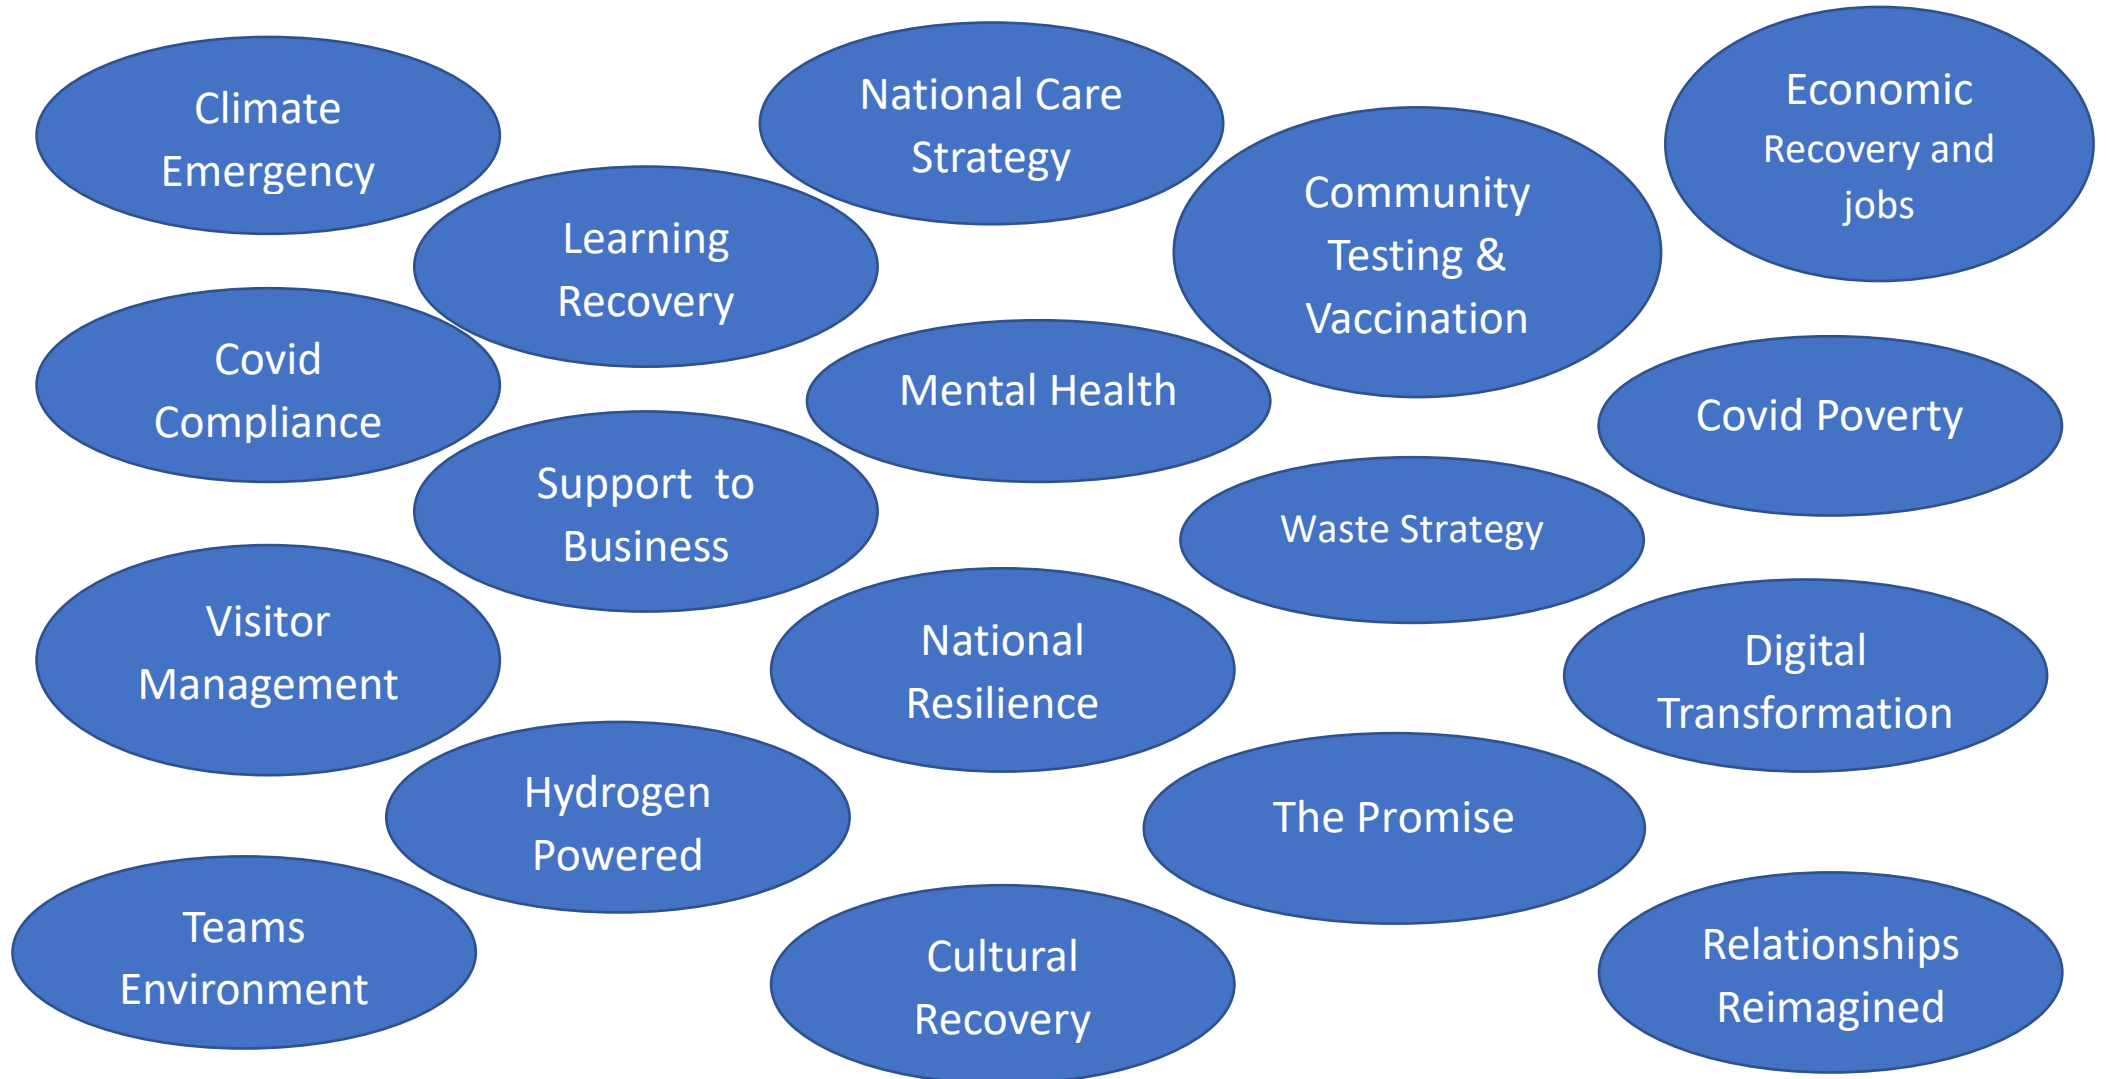 Climate
Emergency
National Care
Strategy
Economic
Recovery and
jobs
Learning
Recovery
Community
Testing &
Vaccination
Covid
Compliance
Mental Health
Covid Poverty
Support  to
Business
Waste Strategy
Visitor
Management
National
Resilience
Digital
Transformation
Hydrogen
Powered
The Promise
Teams
Environment
Cultural
Recovery
Relationships
Reimagined